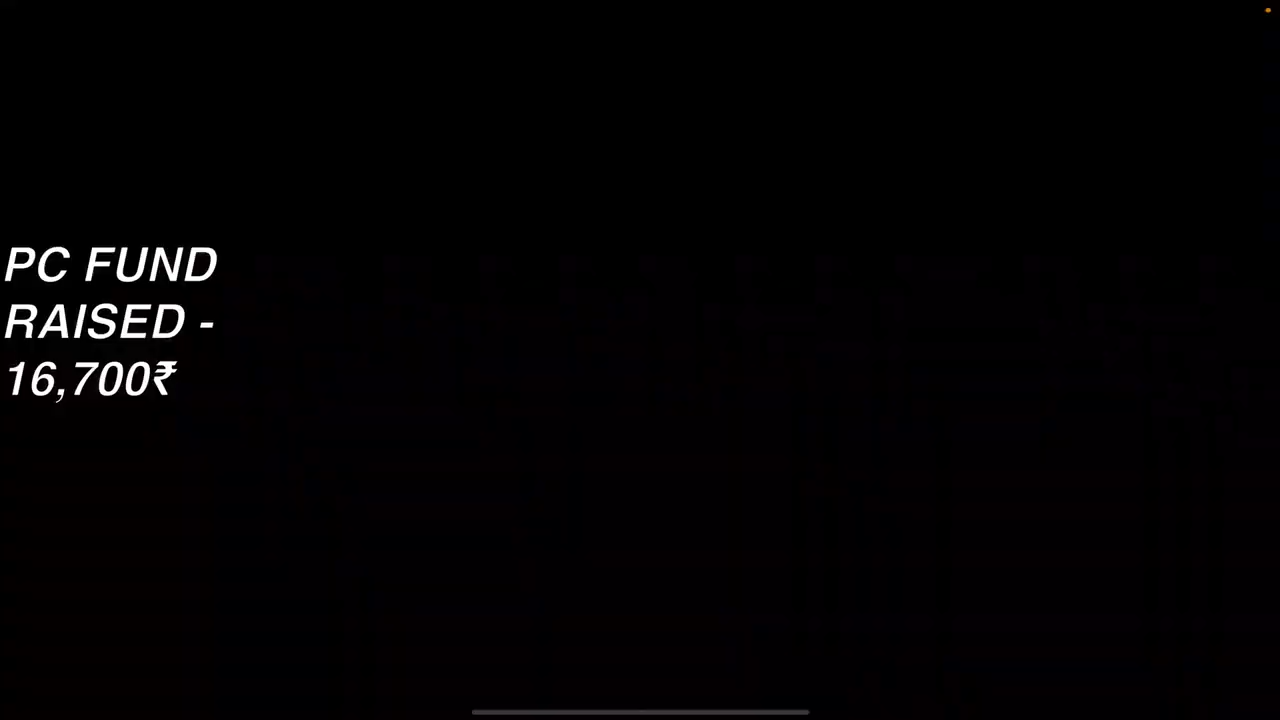 PC FUND
RAISED -
16,700₹